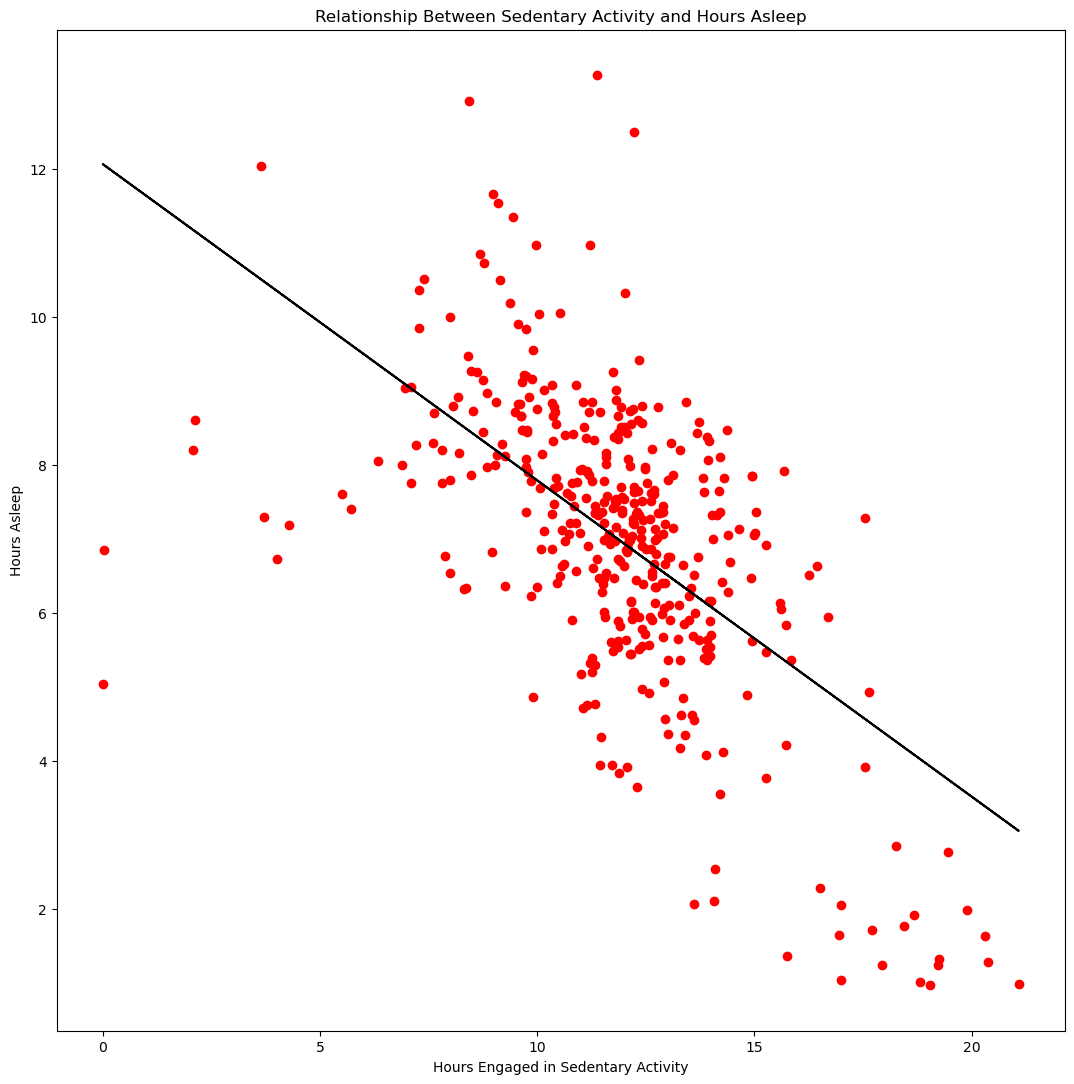 Relationship Between Sedentary Activity and Hours Asleep
12
10
8
6
4
2
Hours Asleep
0 5 10 15 20
Hours Engaged in Sedentary Activity